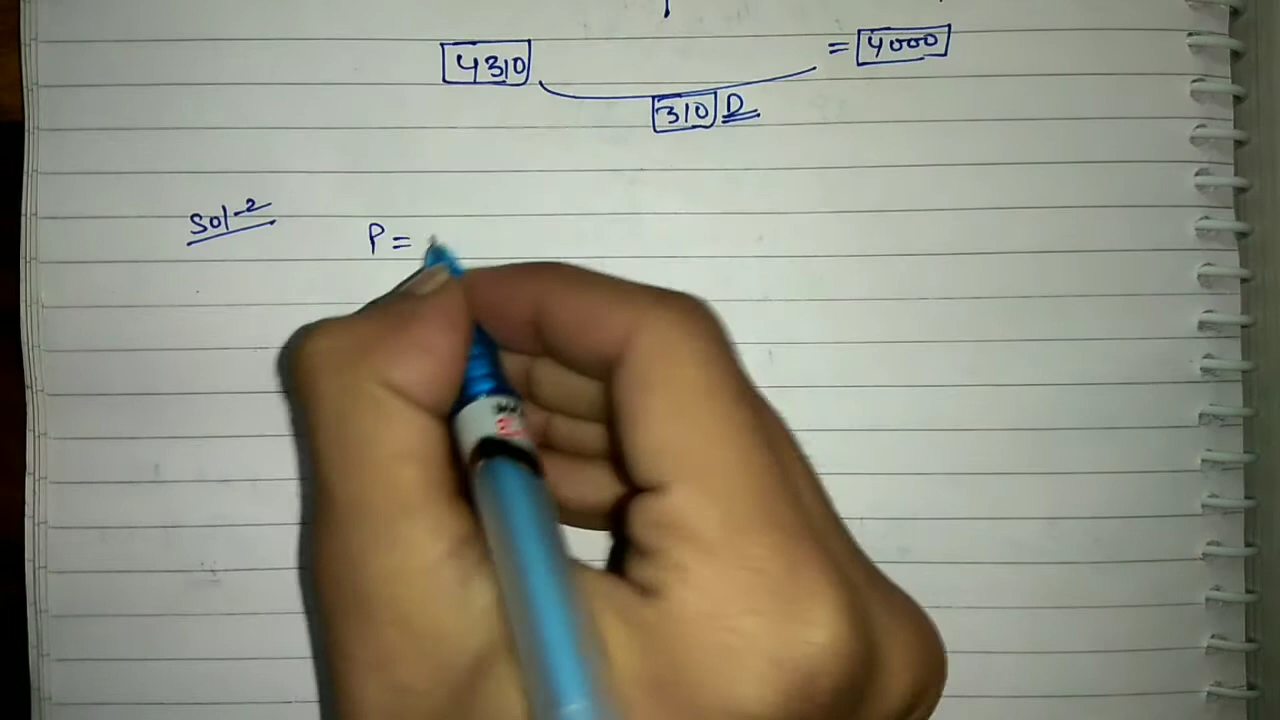 4310 = 4000
310 D
Sol-2 P =